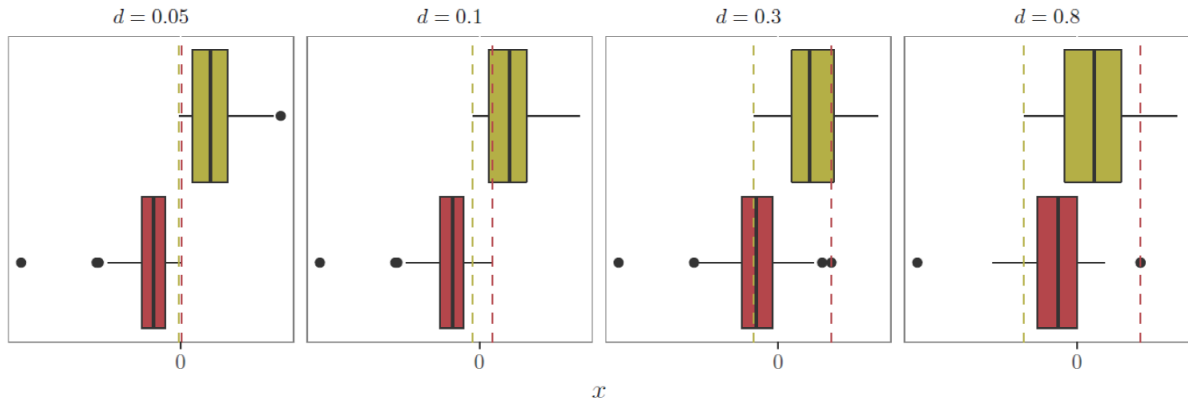 d = 0.05 d = 0.1 d = 0.3 d = 0.8
0 0 0 0
x